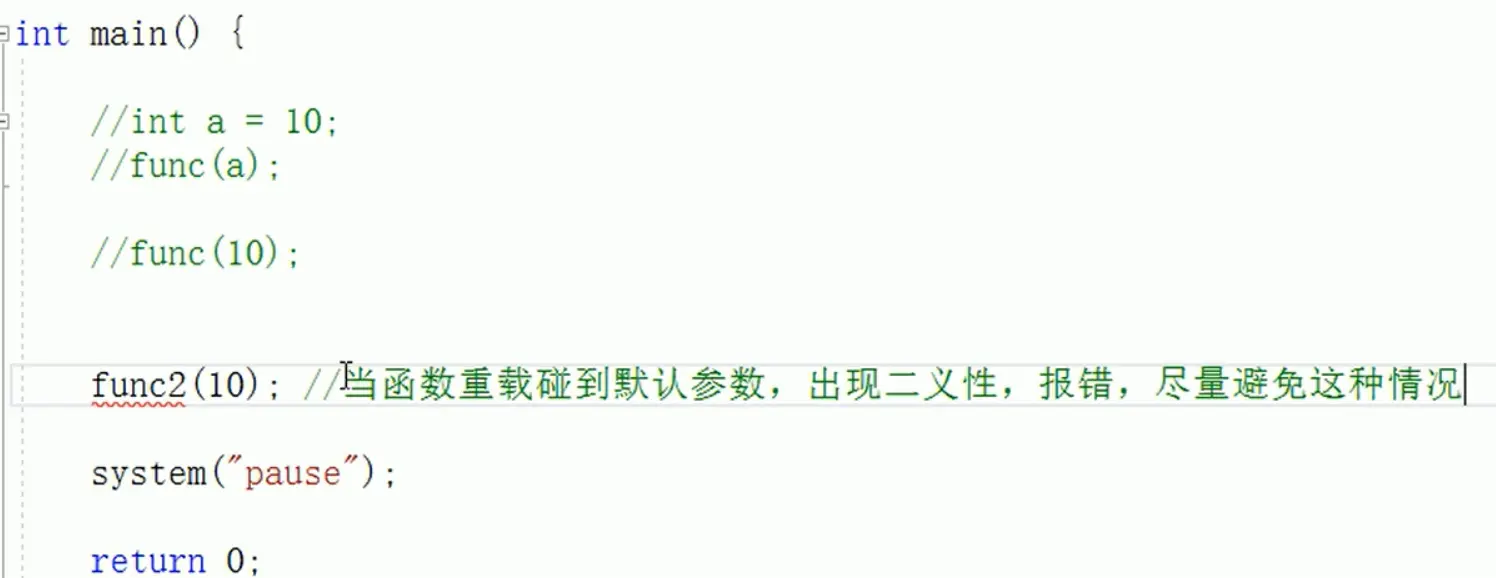 int main() {
//int a = 10;
//func(a);
//func(10);
func2(10); //当函数重载碰到默认参数，出现二义性，报错，尽量避免这种情况
system("pause");
return 0;